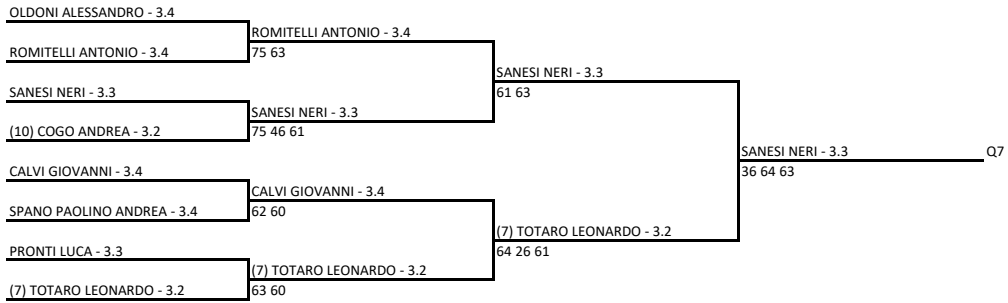 OLDONI ALESSANDRO - 3.4
ROMITELLI ANTONIO - 3.4
ROMITELLI ANTONIO - 3.4
75 63
SANESI NERI - 3.3
SANESI NERI - 3.3
61 63
SANESI NERI - 3.3
(10) COGO ANDREA - 3.2
75 46 61
SANESI NERI - 3.3
Q7
36 64 63
CALVI GIOVANNI - 3.4
CALVI GIOVANNI - 3.4
SPANO PAOLINO ANDREA - 3.4
62 60
(7) TOTARO LEONARDO - 3.2
PRONTI LUCA - 3.3
64 26 61
(7) TOTARO LEONARDO - 3.2
(7) TOTARO LEONARDO - 3.2
63 60